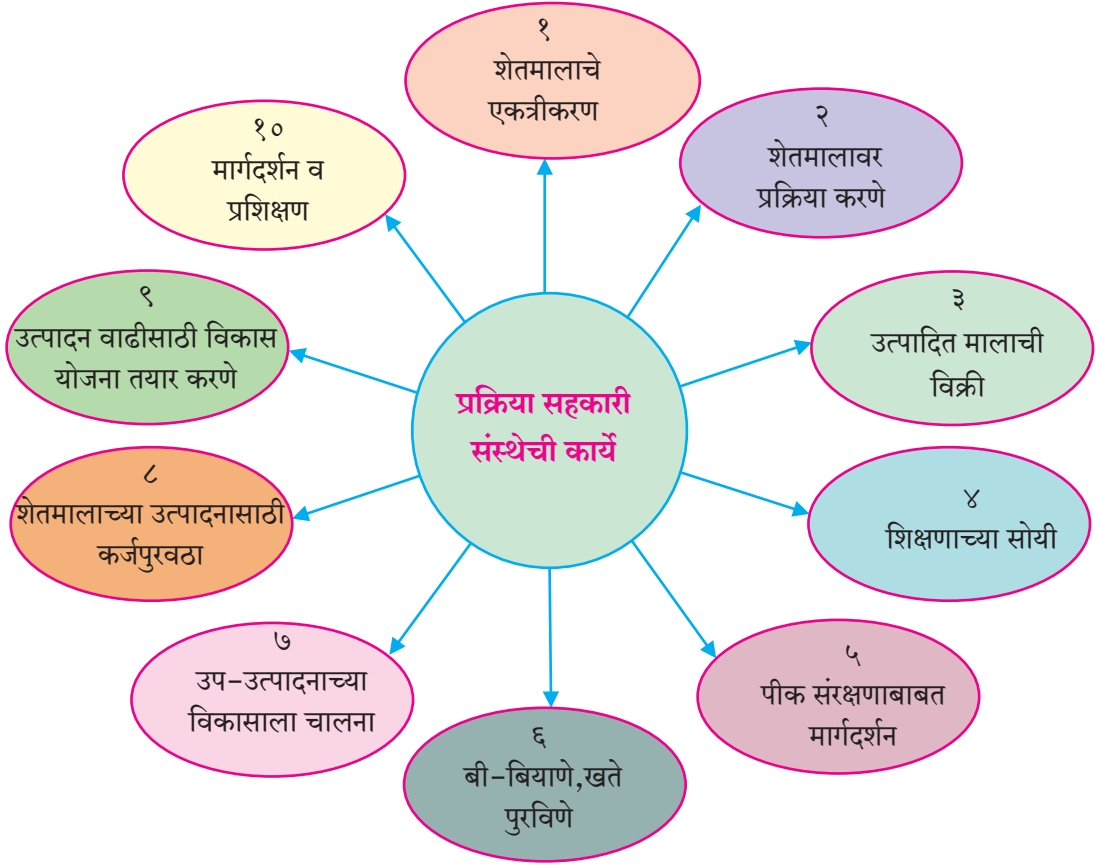 १
शेतमालाचे
एकत्रीकरण
२
शेतमालावर
प्रक्रिया करणे
३
उत्पादित मालाची
विक्री
४
शिक्षणाच्या सोयी
५
पीक संरक्षणाबाबत
मार्गदर्शन
६
बी-बियाणे,खते
पुरविणे
७
उप-उत्पादनाच्या
विकासाला चालना
८
शेतमालाच्या उत्पादनासाठी
कर्जपुरवठा
९
उत्पादन वाढीसाठी विकास
योजना तयार करणे
१०
मार्गदर्शन व
प्रशिक्षण
प्रक्रिया सहकारी
संस्थेची कार्ये